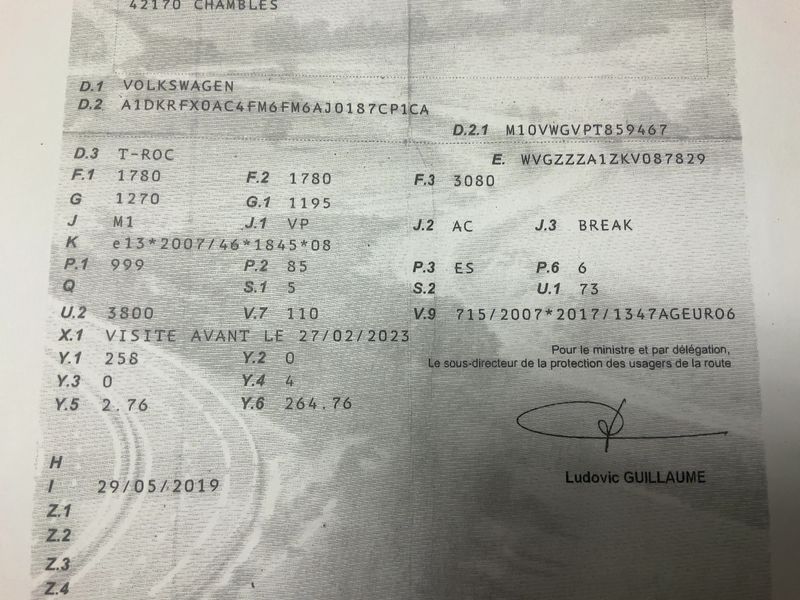 42170 CHAMBLES
D.1 VOLKSWAGEN
D.2 A1DKRFX0AC4FM6FM6AJ0187CP1CA
D.2.1 M10VWGVPT859467
D.3 T-ROC
E. WVGZZZA1ZKV087829
F.1 1780 F.2 1780 F.3 3080
G 1270 G.1 1195
J M1 J.1 VP J.2 AC J.3 BREAK
K e13*2007/46*1845*08
P.1 999 P.2 85 P.3 ES P.6 6
Q S.1 5 S.2 U.1 73
U.2 3800 V.7 110 V.9 715/2007*2017/1347AGEURO6
X.1 VISITE AVANT LE 27/02/2023
Y.1 258 Y.2 0
Y.3 0 Y.4 4
Y.5 2.76 Y.6 264.76
Pour le ministre et par délégation,
Le sous-directeur de la protection des usagers de la route
Ludovic GUILLAUME
H
I 29/05/2019
Z.1
Z.2
Z.3
Z.4